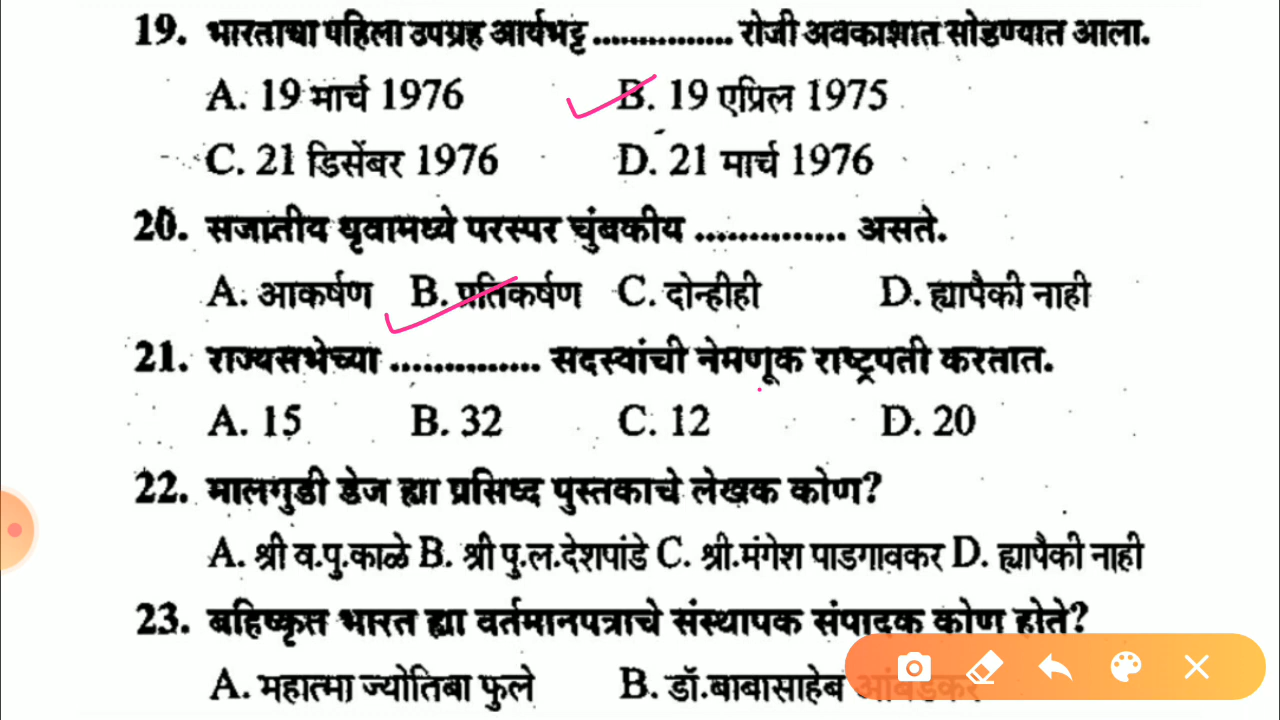 19. भारताचा पहिला उपग्रह आर्यभट्ट ............... रोजी अवकाशात सोडण्यात आला.
A. 19 मार्च 1976 B. 19 एप्रिल 1975
C. 21 डिसेंबर 1976 D. 21 मार्च 1976
20. सजातीय धृवामध्ये परस्पर चुंबकीय .............. असते.
A. आकर्षण B. प्रतिकर्षण C. दोन्हीही D. ह्यापैकी नाही
21. राज्यसभेच्या .............. सदस्यांची नेमणूक राष्ट्रपती करतात.
A. 15 B. 32 C. 12 D. 20
22. मालगुडी डेज ह्या प्रसिध्द पुस्तकाचे लेखक कोण?
A. श्री व.पु.काळे B. श्री पु.ल.देशपांडे C. श्री.मंगेश पाडगावकर D. ह्यापैकी नाही
23. बहिष्कृत भारत ह्या वर्तमानपत्राचे संस्थापक संपादक कोण होते?
A. महात्मा ज्योतिबा फुले B. डॉ.बाबासाहेब आंबेडकर